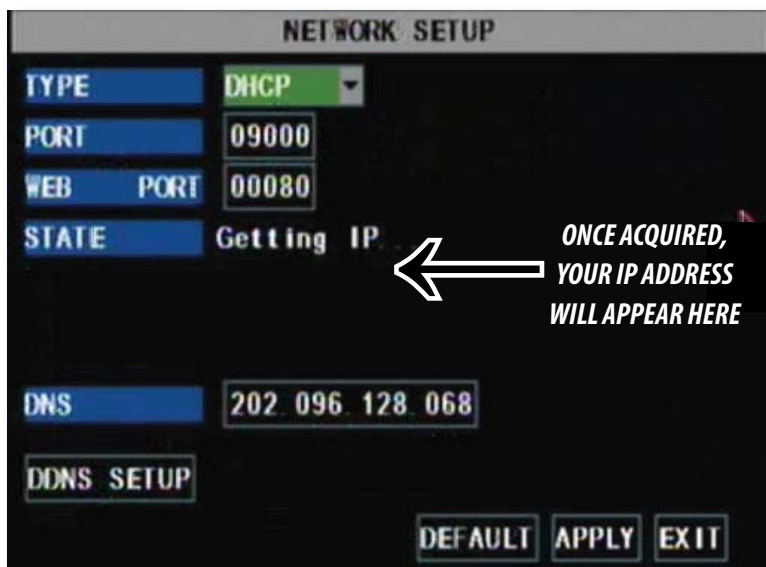 NETWORK SETUP
TYPE DHCP
PORT 09000
WEB PORT 00080
STATE Getting IP...
ONCE ACQUIRED,
YOUR IP ADDRESS
WILL APPEAR HERE
DNS 202.096.128.068
DDNS SETUP
DEFAULT APPLY EXIT